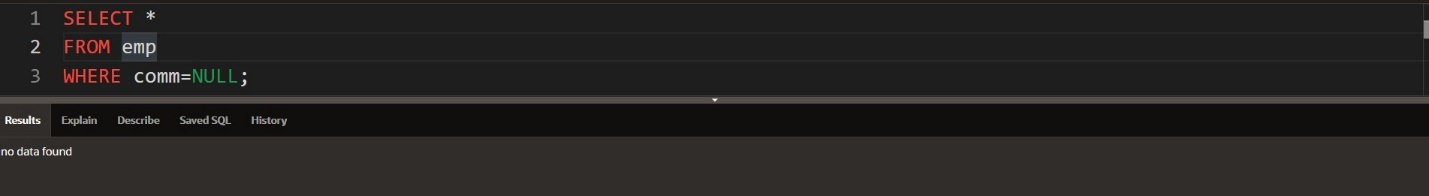 1 SELECT *
2 FROM emp
3 WHERE comm=NULL;
Results Explain Describe Saved SQL History
no data found